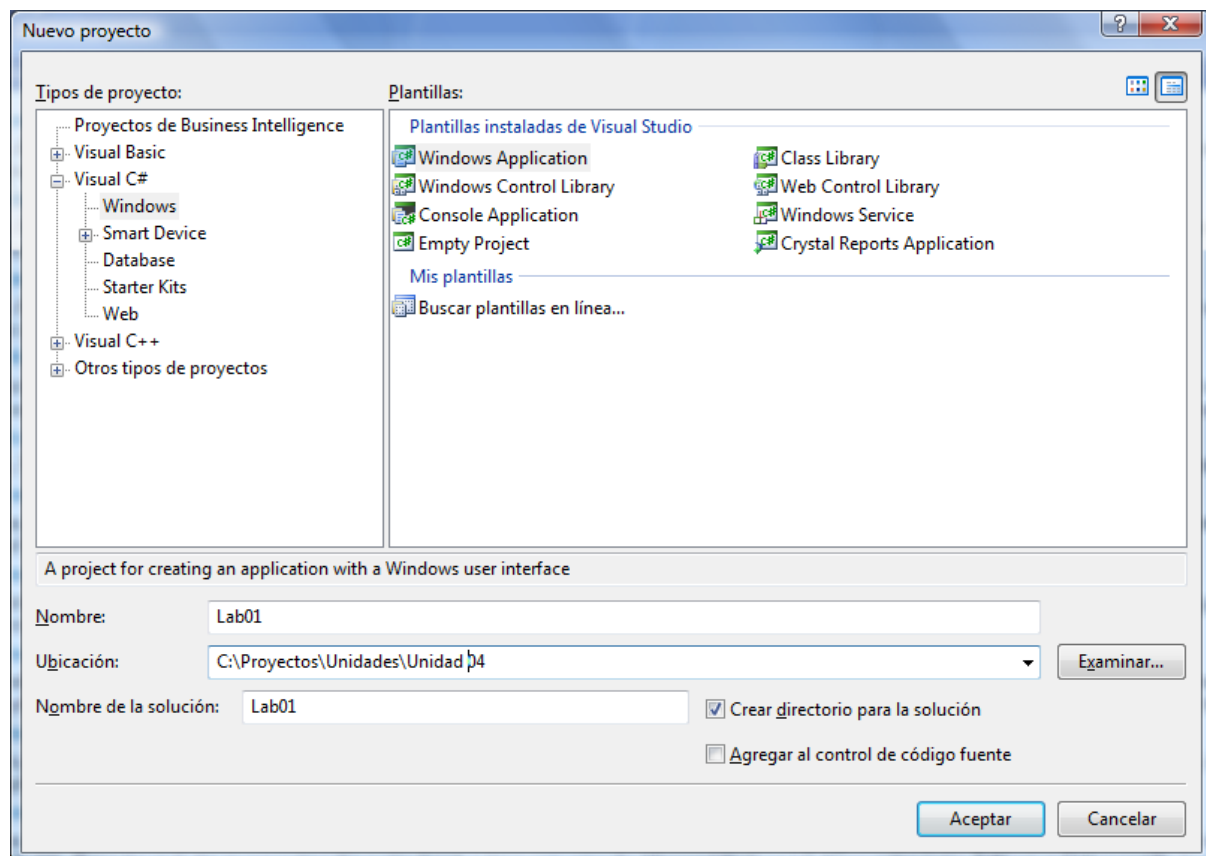 Nuevo proyecto
Tipos de proyecto:
Proyectos de Business Intelligence
Visual Basic
Visual C#
Windows
Smart Device
Database
Starter Kits
Web
Visual C++
Otros tipos de proyectos
Plantillas:
Plantillas instaladas de Visual Studio
Windows Application
Class Library
Windows Control Library
Web Control Library
Console Application
Windows Service
Empty Project
Crystal Reports Application
Mis plantillas
Buscar plantillas en línea...
A project for creating an application with a Windows user interface
Nombre: Lab01
Ubicación: C:\Proyectos\Unidades\Unidad 04 Examinar...
Nombre de la solución: Lab01 Crear directorio para la solución
Agregar al control de código fuente
Aceptar Cancelar